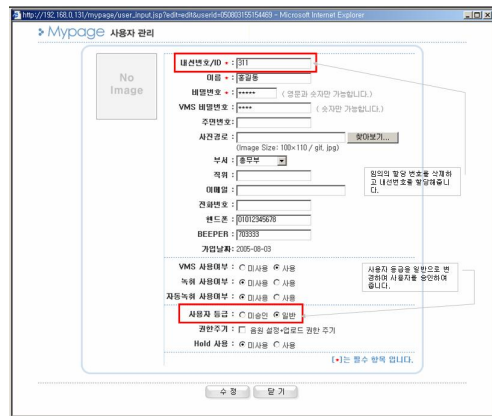 http://192.168.0.131/mypage/user_input.jsp?edit=edit&userid=050803155154469 - Microsoft Internet Explorer
Mypage 사용자 관리
No Image
내선번호/ID * : 311
이름 * : 홍길동
비밀번호 * : ***** ( 영문과 숫자만 가능합니다.)
VMS 비밀번호 : **** ( 숫자만 가능합니다.)
주민번호 :
사진경로 : 찾아보기...
(Image Size: 100×110 / gif, jpg)
부서 : 총무부
직위 :
이메일 :
전화번호 :
핸드폰 : 01012345678
BEEPER : 703333
가입날짜 : 2005-08-03
임의의 할당 번호를 삭제하
고 내선번호를 할당해줍니
다.
VMS 사용여부 : 미사용 사용
녹취 사용여부 : 미사용 사용
자동녹취 사용여부 : 미사용 사용
사용자 등급 : 미승인 일반
권한주기 : 음원 설정+업로드 권한 주기
Hold 사용 : 미사용 사용
사용자 등급을 일반으로 변
경하며 사용자를 승인하여
줍니다.
[*]는 필수 항목 입니다.
수 정 닫 기